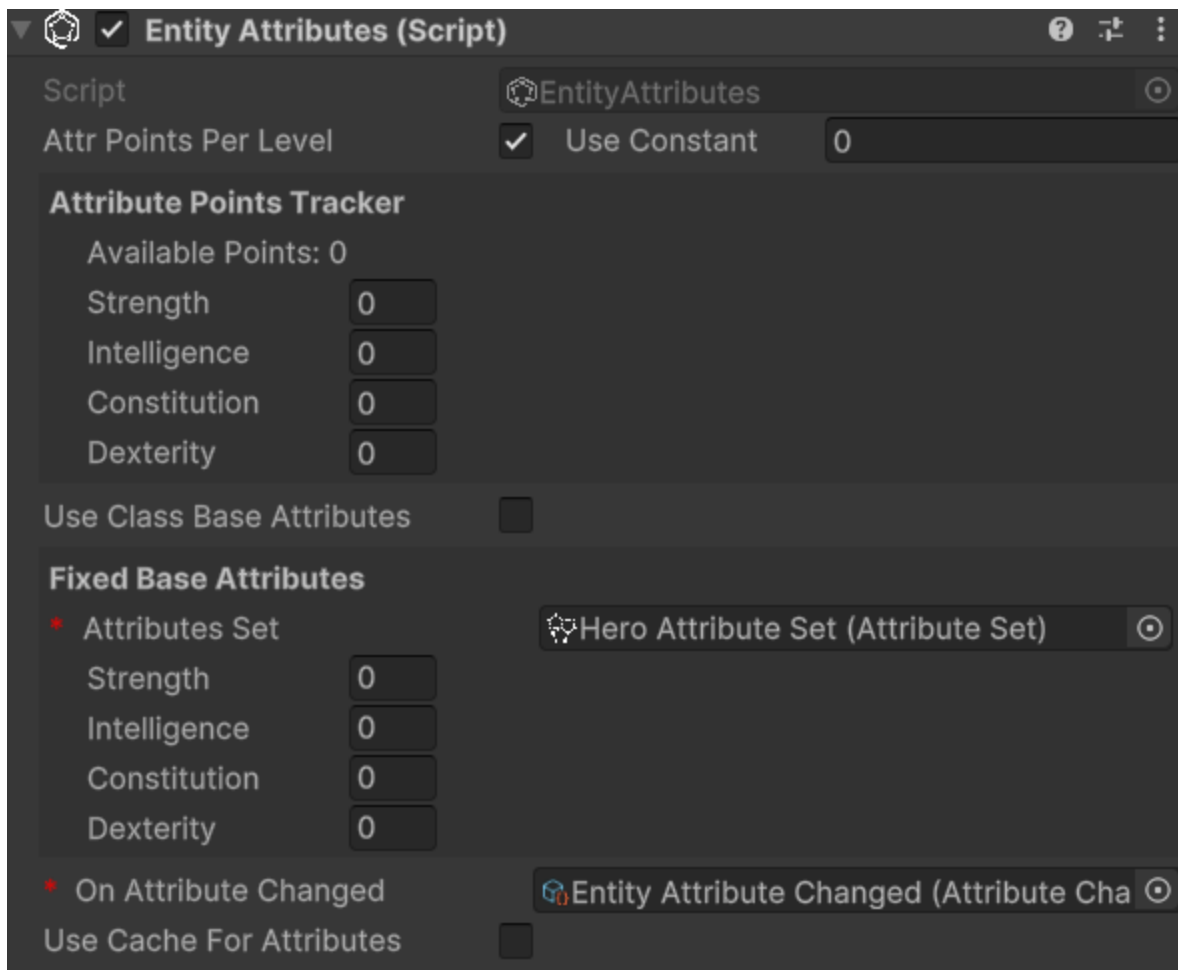 Entity Attributes (Script)
Script EntityAttributes
Attr Points Per Level Use Constant 0
Attribute Points Tracker
Available Points: 0
Strength 0
Intelligence 0
Constitution 0
Dexterity 0
Use Class Base Attributes
Fixed Base Attributes
* Attributes Set Hero Attribute Set (Attribute Set)
Strength 0
Intelligence 0
Constitution 0
Dexterity 0
* On Attribute Changed Entity Attribute Changed (Attribute Cha
Use Cache For Attributes